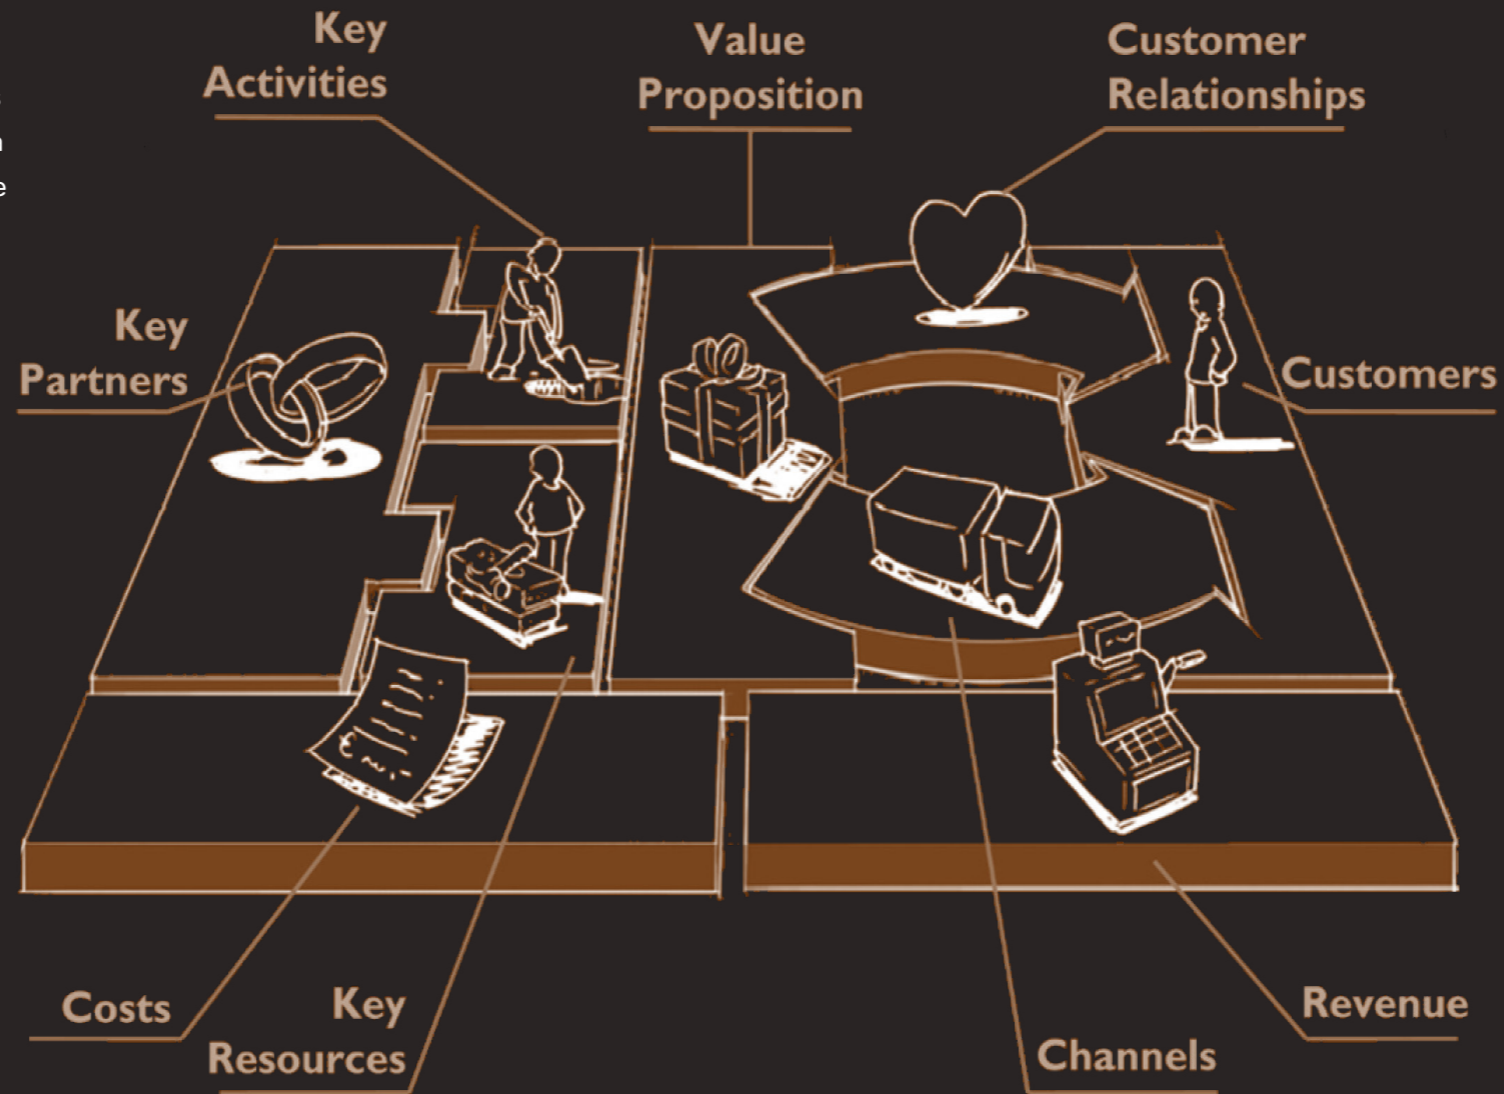 Key
Activities
Value
Proposition
Customer
Relationships
Key
Partners
Customers
Costs
Key
Resources
Channels
Revenue